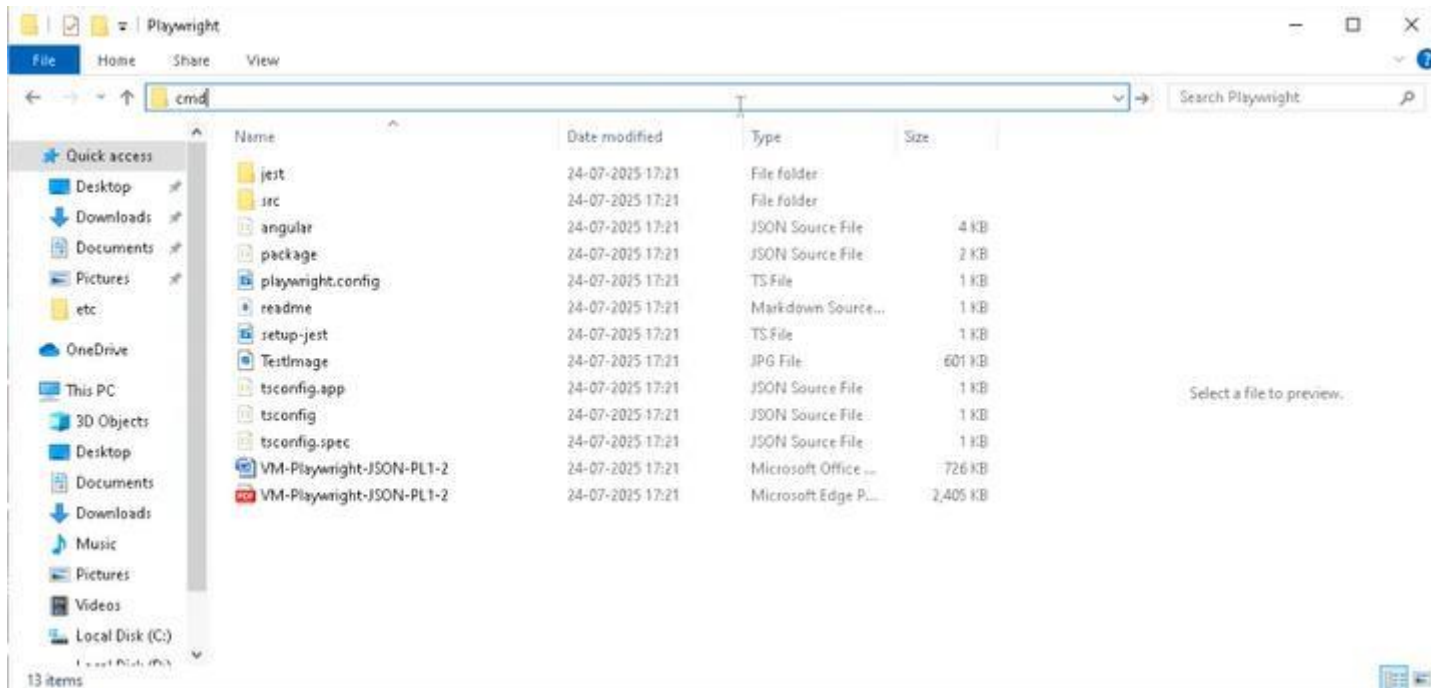 Playwright
File Home Share View
cmd
Search Playwright
Name Date modified Type Size
Quick access
Desktop
Downloads
Documents
Pictures
etc
OneDrive
This PC
3D Objects
Desktop
Documents
Downloads
Music
Pictures
Videos
Local Disk (C:)
jest 24-07-2025 17:21 File folder
src 24-07-2025 17:21 File folder
angular 24-07-2025 17:21 JSON Source File 4 KB
package 24-07-2025 17:21 JSON Source File 2 KB
playwright.config 24-07-2025 17:21 TS File 1 KB
readme 24-07-2025 17:21 Markdown Source... 1 KB
setup-jest 24-07-2025 17:21 TS File 1 KB
TestImage 24-07-2025 17:21 JPG File 601 KB
tsconfig.app 24-07-2025 17:21 JSON Source File 1 KB
tsconfig 24-07-2025 17:21 JSON Source File 1 KB
tsconfig.spec 24-07-2025 17:21 JSON Source File 1 KB
VM-Playwright-JSON-PL1-2 24-07-2025 17:21 Microsoft Office ... 726 KB
VM-Playwright-JSON-PL1-2 24-07-2025 17:21 Microsoft Edge P... 2,405 KB
Select a file to preview.
13 items